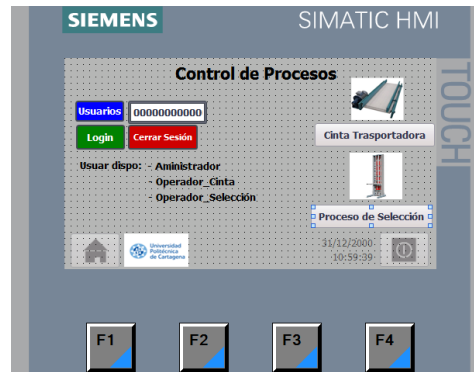 SIEMENS
SIMATIC HMI
TOUCH
Control de Procesos
Usuarios
00000000000
Login
Cerrar Sesión
Cinta Trasportadora
Usuar dispo: - Aministrador
- Operador_Cinta
- Operador_Selección
Proceso de Selección
Universidad
Politécnica
de Cartagena
31/12/2000
10:59:39
F1
F2
F3
F4